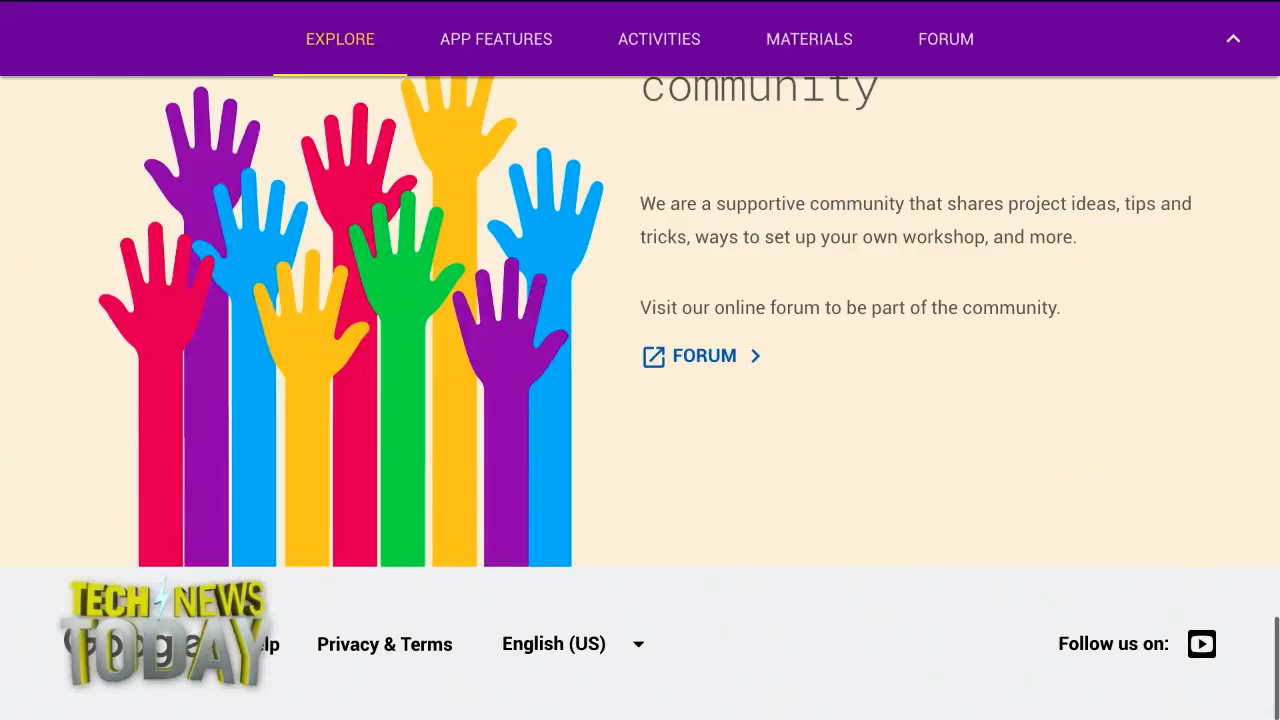 EXPLORE APP FEATURES ACTIVITIES MATERIALS FORUM
community
We are a supportive community that shares project ideas, tips and
tricks, ways to set up your own workshop, and more.
Visit our online forum to be part of the community.
FORUM
TECH NEWS
TODAY
Privacy & Terms English (US) Follow us on: